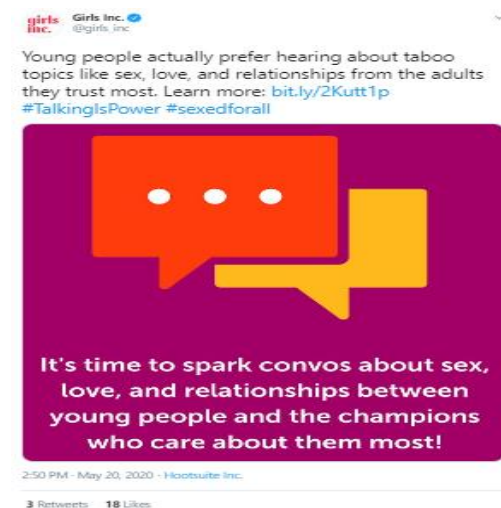 girls inc. Girls Inc.
@girls_inc
Young people actually prefer hearing about taboo
topics like sex, love, and relationships from the adults
they trust most. Learn more: bit.ly/2Kutt1p
#TalkingIsPower #sexedforall
It's time to spark convos about sex,
love, and relationships between
young people and the champions
who care about them most!
2:50 PM · May 20, 2020 · Hootsuite Inc.
3 Retweets 18 Likes